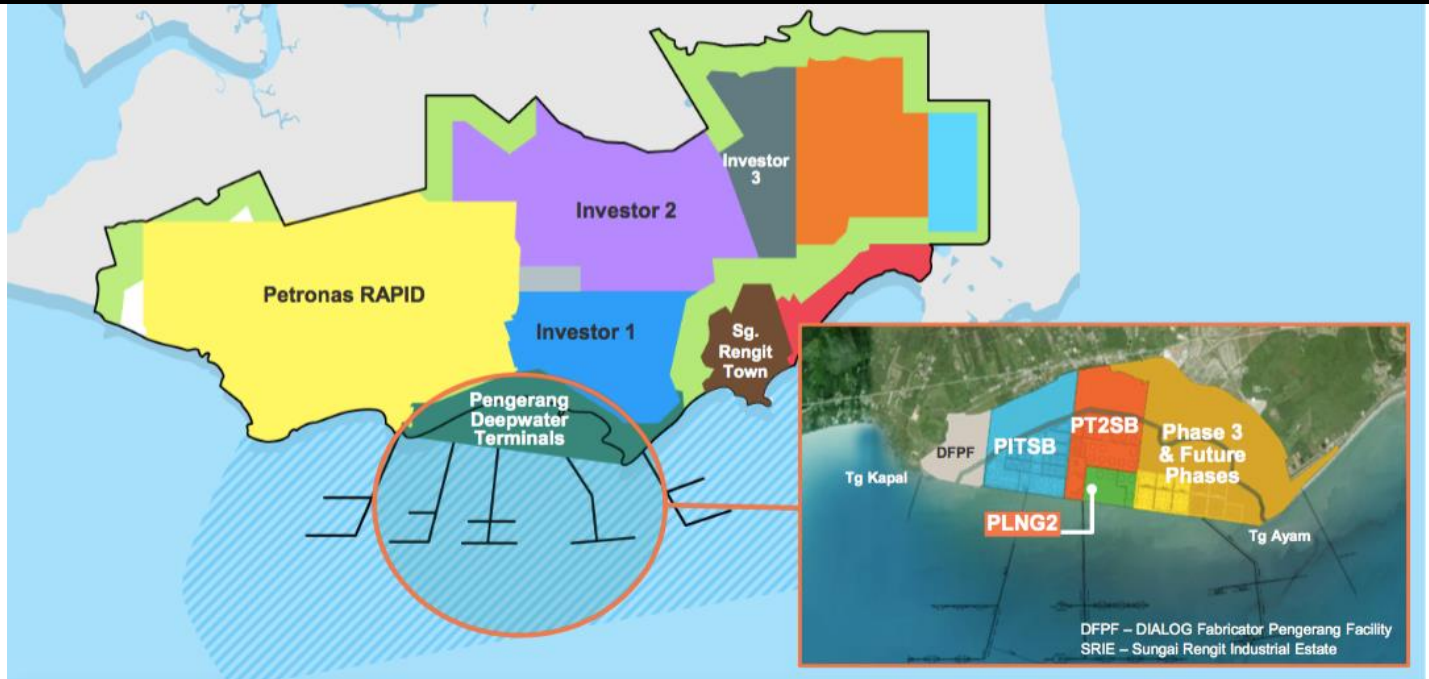 Investor
3
Investor 2
Petronas RAPID
Investor 1
Sg.
Rengit
Town
Pengerang
Deepwater
Terminals
DFPF
PITSB
PT2SB
Phase 3
& Future
Phases
Tg Kapal
PLNG2
Tg Ayam
DFPF – DIALOG Fabricator Pengerang Facility
SRIE – Sungai Rengit Industrial Estate